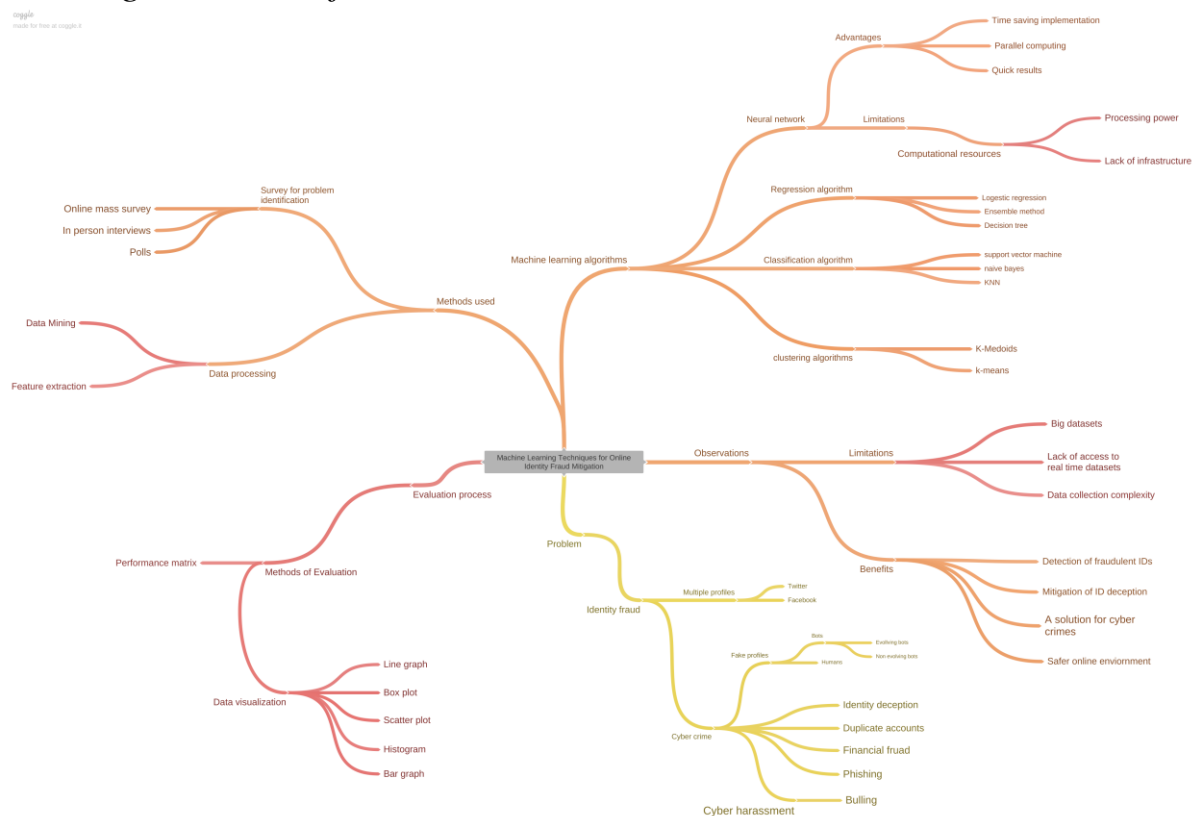 coggle
made for free at coggle.it
Time saving implementation
Advantages
Parallel computing
Quick results
Neural network
Limitations
Processing power
Computational resources
Lack of infrastructure
Regression algorithm
Logestic regression
Ensemble method
Decision tree
Machine learning algorithms
Classification algorithm
support vector machine
naive bayes
KNN
clustering algorithms
K-Medoids
k-means
Survey for problem
identification
Online mass survey
In person interviews
Polls
Methods used
Data Mining
Data processing
Feature extraction
Machine Learning Techniques for Online
Identity Fraud Mitigation
Observations
Limitations
Big datasets
Lack of access to
real time datasets
Data collection complexity
Benefits
Detection of fraudulent IDs
Mitigation of ID deception
A solution for cyber
crimes
Safer online enviornment
Evaluation process
Performance matrix
Methods of Evaluation
Data visualization
Line graph
Box plot
Scatter plot
Histogram
Bar graph
Problem
Identity fraud
Multiple profiles
Twitter
Facebook
Fake profiles
Bots
Evolving bots
Non evolving bots
Humans
Cyber crime
Identity deception
Duplicate accounts
Financial fruad
Phishing
Cyber harassment
Bulling